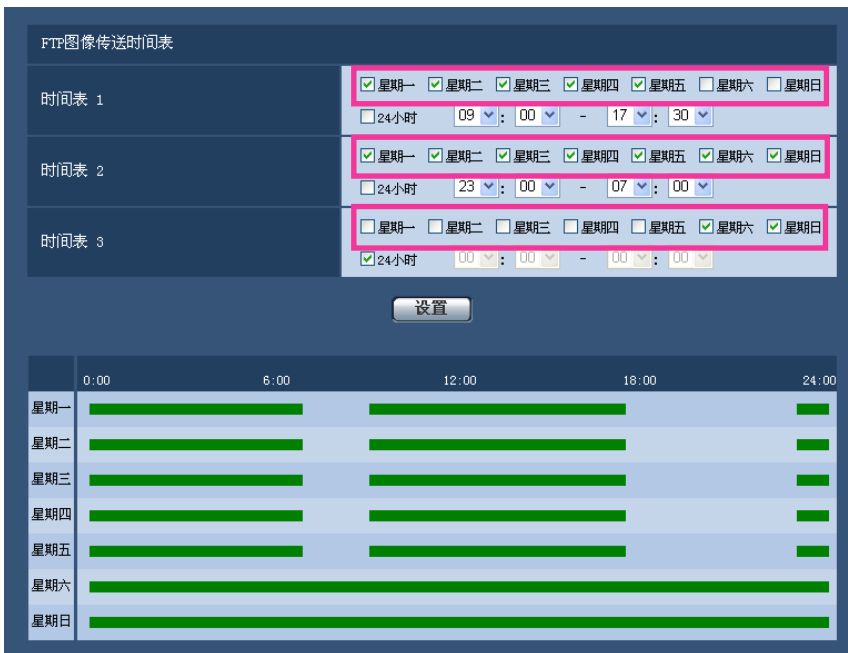 FTP图像传送时间表
时间表 1
星期一 星期二 星期三 星期四 星期五 星期六 星期日
24小时 09 : 00 - 17 : 30
时间表 2
星期一 星期二 星期三 星期四 星期五 星期六 星期日
24小时 23 : 00 - 07 : 00
时间表 3
星期一 星期二 星期三 星期四 星期五 星期六 星期日
24小时 00 : 00 - 00 : 00
设置
0:00 6:00 12:00 18:00 24:00
星期一
星期二
星期三
星期四
星期五
星期六
星期日